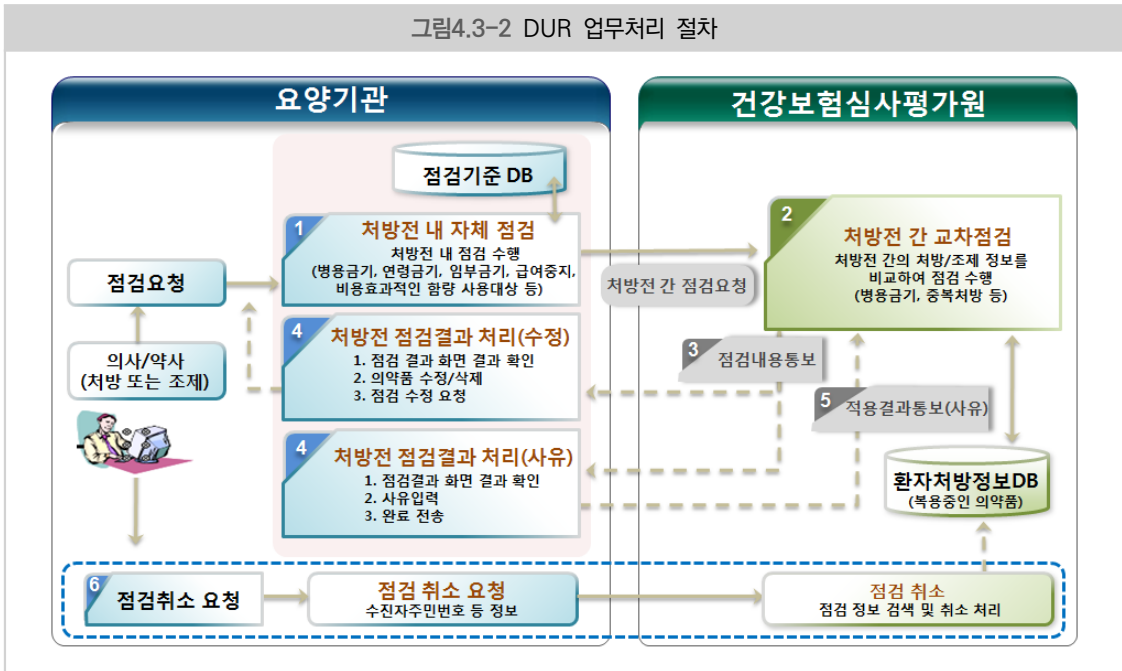 그림4.3-2 DUR 업무처리 절차
요양기관
건강보험심사평가원
점검기준 DB
1
처방전 내 자체 점검
처방전 내 점검 수행
(병용금기, 연령금기, 임부금기, 급여중지,
비용효과적인 함량 사용대상 등)
2
처방전 간 교차점검
처방전 간의 처방/조제 정보를
비교하여 점검 수행
(병용금기, 중복처방 등)
점검요청
처방전 간 점검요청
의사/약사
(처방 또는 조제)
4
처방전 점검결과 처리(수정)
1. 점검 결과 화면 결과 확인
2. 의약품 수정/삭제
3. 점검 수정 요청
3
점검내용통보
5
적용결과통보(사유)
4
처방전 점검결과 처리(사유)
1. 점검결과 화면 결과 확인
2. 사유입력
3. 완료 전송
환자처방정보DB
(복용중인 의약품)
6
점검취소 요청
점검 취소 요청
수진자주민번호 등 정보
점검 취소
점검 정보 검색 및 취소 처리